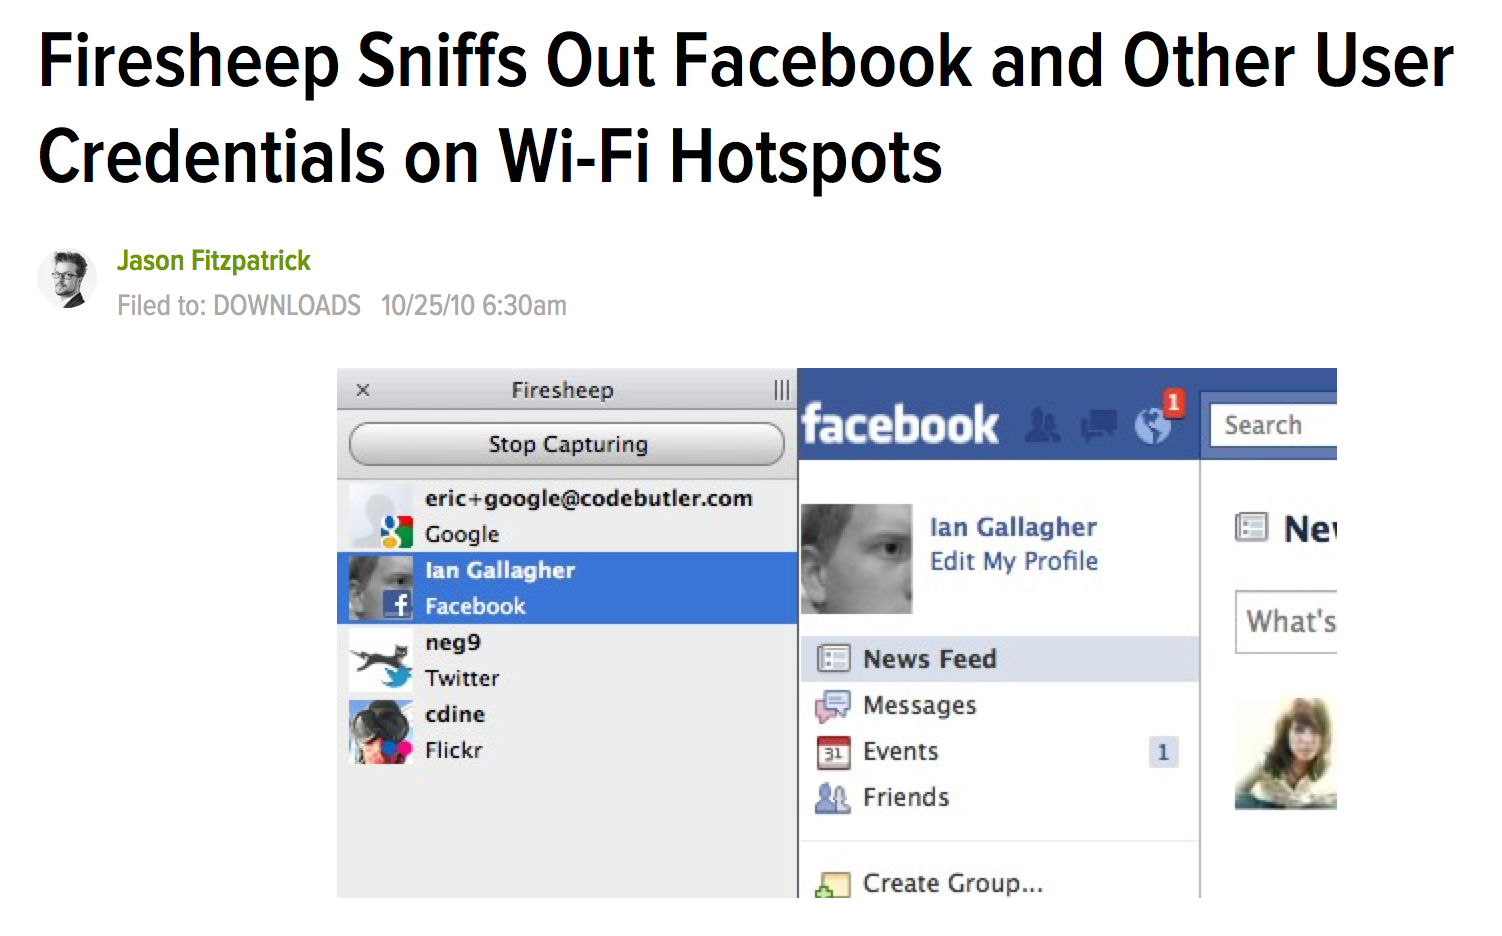 Firesheep Sniffs Out Facebook and Other User
Credentials on Wi-Fi Hotspots
Jason Fitzpatrick
Filed to: DOWNLOADS 10/25/10 6:30am
× Firesheep
Stop Capturing
eric+google@codebutler.com
Google
Ian Gallagher
f Facebook
neg9
Twitter
cdine
Flickr
facebook 1 Search
Ian Gallagher
Edit My Profile
News Feed
Messages
31 Events 1
Friends
Create Group...
What's